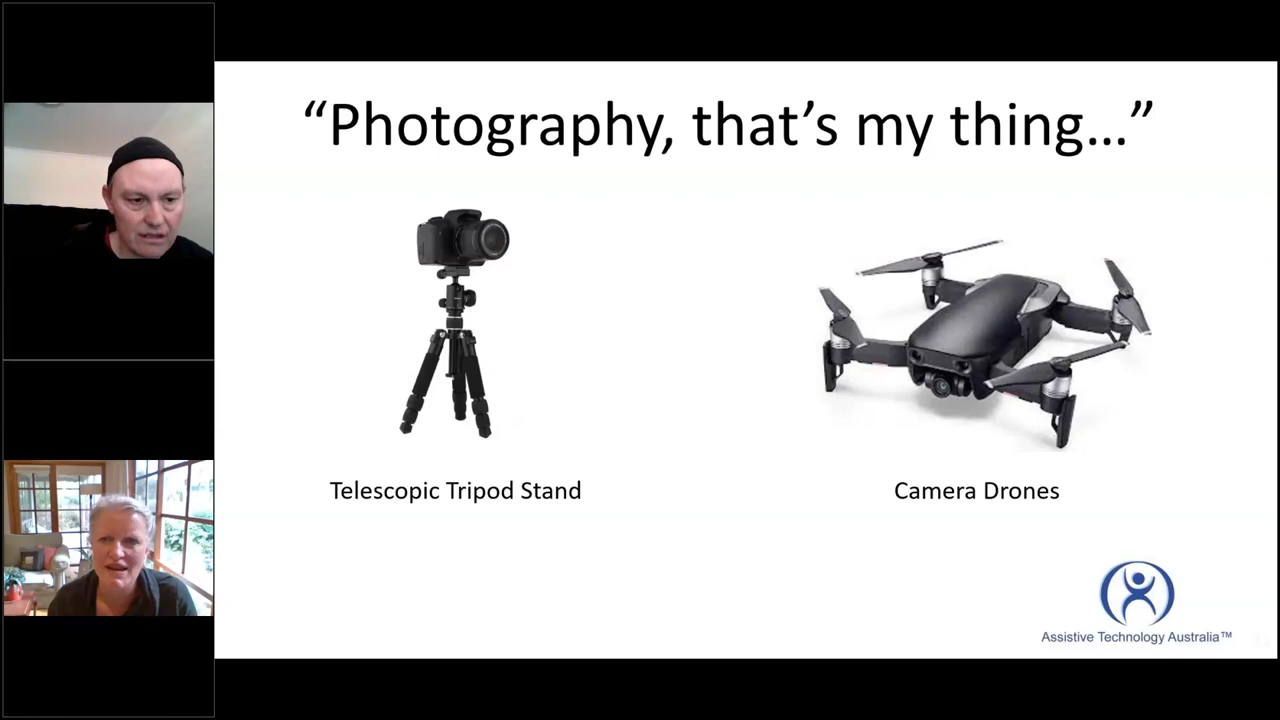 “Photography, that’s my thing...”
Telescopic Tripod Stand
Camera Drones
Assistive Technology Australia™